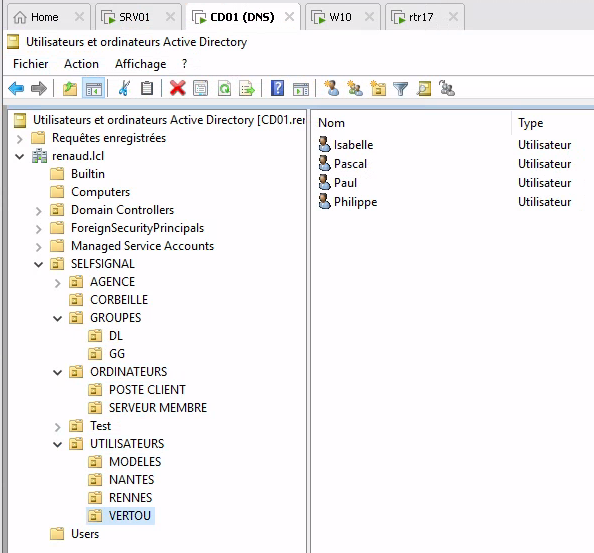 Home SRV01 CD01 (DNS) W10 rtr17
Utilisateurs et ordinateurs Active Directory
Fichier Action Affichage ?
Utilisateurs et ordinateurs Active Directory [CD01.ren
Nom Type
Requêtes enregistrées
Isabelle Utilisateur
renaud.lcl
Pascal Utilisateur
Builtin
Paul Utilisateur
Computers
Philippe Utilisateur
Domain Controllers
ForeignSecurityPrincipals
Managed Service Accounts
SELFSIGNAL
AGENCE
CORBEILLE
GROUPES
DL
GG
ORDINATEURS
POSTE CLIENT
SERVEUR MEMBRE
Test
UTILISATEURS
MODELES
NANTES
RENNES
VERTOU
Users